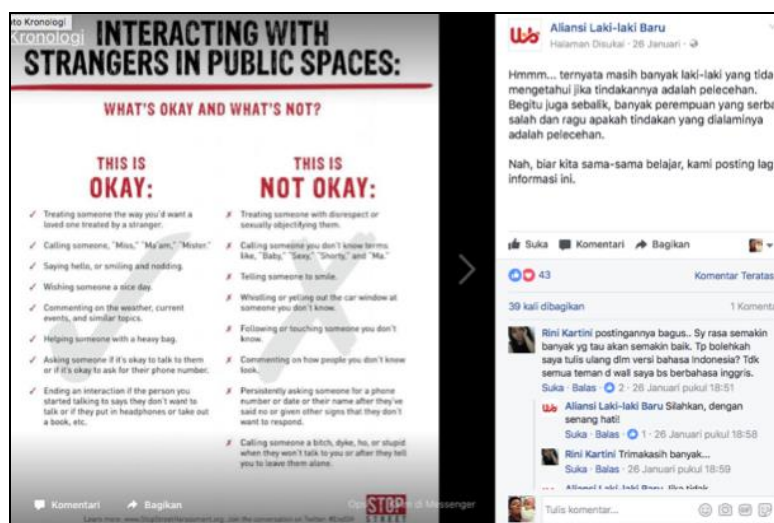 to Kronologi
Kronologi
INTERACTING WITH
STRANGERS IN PUBLIC SPACES:
WHAT'S OKAY AND WHAT'S NOT?
THIS IS
OKAY:
✓ Treating someone the way you'd want a
loved one treated by a stranger.
✓ Calling someone, "Miss," "Ma'am," "Mister."
✓ Saying hello, or smiling and nodding.
✓ Wishing someone a nice day.
✓ Commenting on the weather, current
events, and similar topics.
✓ Helping someone with a heavy bag.
✓ Asking someone if it's okay to talk to them
or if it's okay to ask for their phone number.
✓ Ending an interaction if the person you
started talking to says they don't want to
talk or if they put in headphones or take out
a book, etc.
THIS IS
NOT OKAY:
✗ Treating someone with disrespect or
sexually objectifying them.
✗ Calling someone you don't know terms
like, "Baby," "Sexy," "Shorty," and "Ma."
✗ Telling someone to smile.
✗ Whistling or yelling out the car window at
someone you don't know.
✗ Following or touching someone you don't
know.
✗ Commenting on how people you don't know
look.
✗ Persistently asking someone for a phone
number or date or their name after they've
said no or given other signs that they don't
want to respond.
✗ Calling someone a bitch, dyke, ho, or stupid
when they won't talk to you or after they tell
you to leave them alone.
Komentari Bagikan
di Messenger
STOP
STREET
Aliansi Laki-laki Baru
Halaman Disukai · 26 Januari ·
Hmmm... ternyata masih banyak laki-laki yang tida
mengetahui jika tindakannya adalah pelecehan.
Begitu juga sebalik, banyak perempuan yang serba
salah dan ragu apakah tindakan yang dialaminya
adalah pelecehan.
Nah, biar kita sama-sama belajar, kami posting lag
informasi ini.
Suka Komentari Bagikan
43 Komentar Teratas
39 kali dibagikan 1 Komenta
Rini Kartini postingannya bagus.. Sy rasa semakin
banyak yg tau akan semakin baik. Tp bolehkah
saya tulis ulang dlm versi bahasa Indonesia? Tdk
semua teman d wall saya bs berbahasa inggris.
Suka · Balas · 2 · 26 Januari pukul 18:51
Aliansi Laki-laki Baru Silahkan, dengan
senang hati!
Suka · Balas · 1 · 26 Januari pukul 18:58
Rini Kartini Trimakasih banyak...
Suka · Balas · 26 Januari pukul 18:59
Aliansi Laki-laki Baru Jika tidak
Tulis komentar...